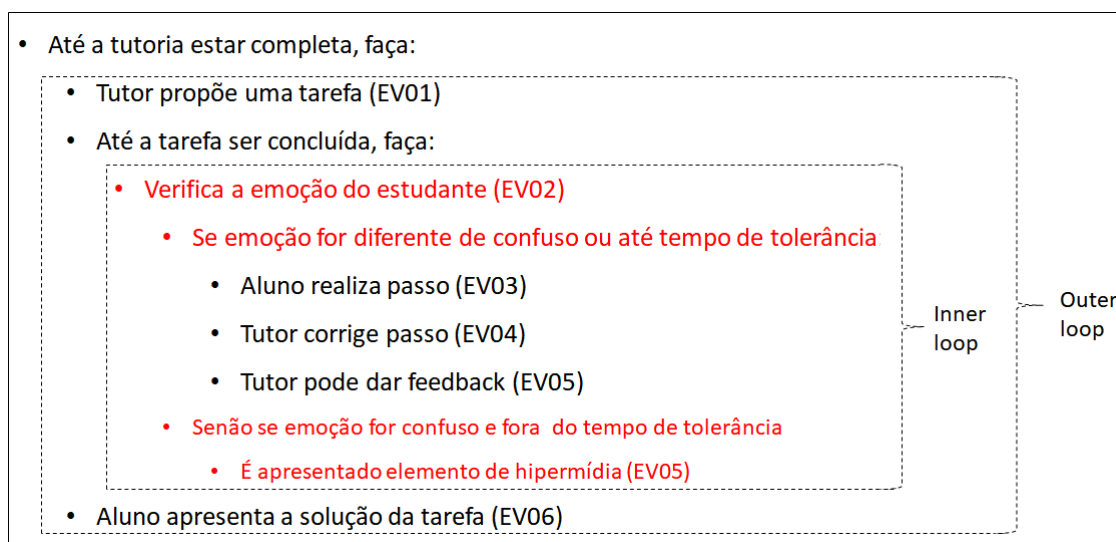 • Até a tutoria estar completa, faça:
• Tutor propõe uma tarefa (EV01)
• Até a tarefa ser concluída, faça:
• Verifica a emoção do estudante (EV02)
• Se emoção for diferente de confuso ou até tempo de tolerância
• Aluno realiza passo (EV03)
• Tutor corrige passo (EV04)
• Tutor pode dar feedback (EV05)
• Senão se emoção for confuso e fora do tempo de tolerância
• É apresentado elemento de hipermídia (EV05)
• Aluno apresenta a solução da tarefa (EV06)
Inner
loop
Outer
loop